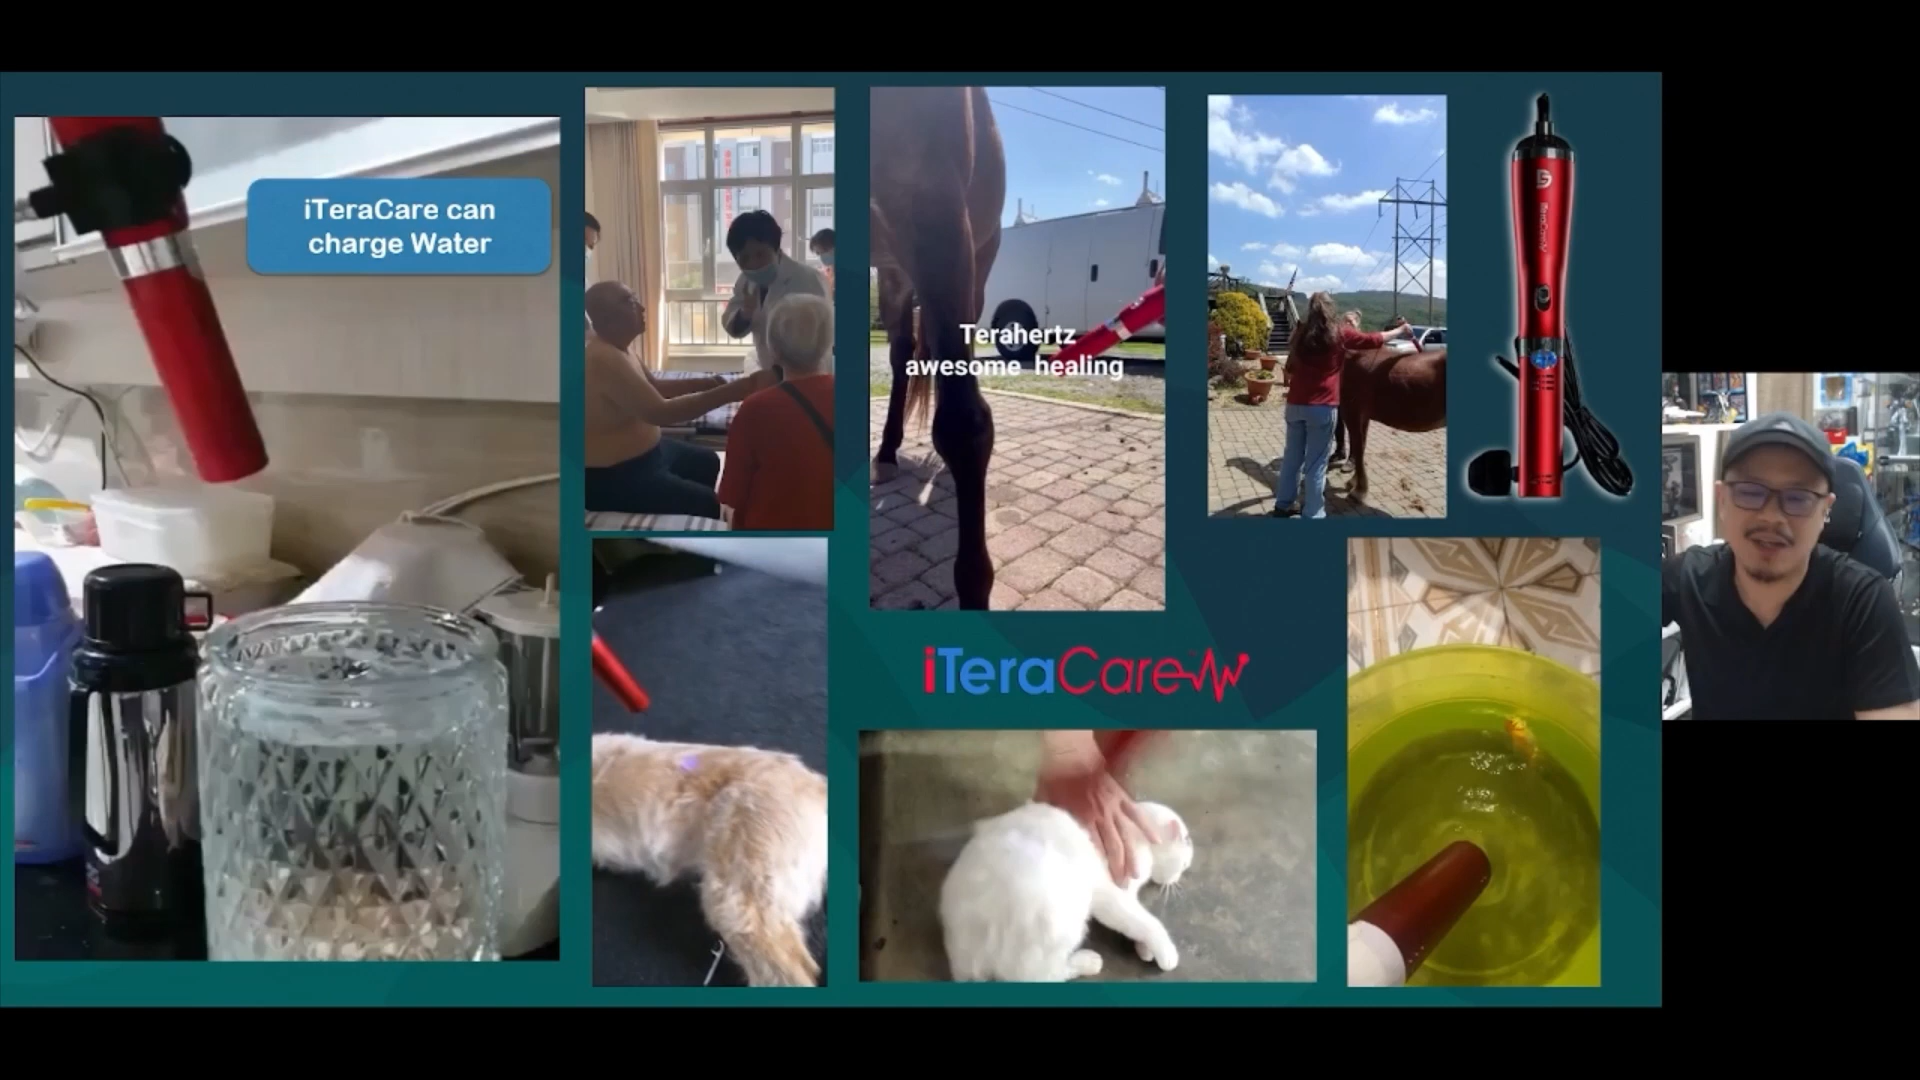 iTeraCare can
charge Water
Terahertz
awesome healing
iTeraCare